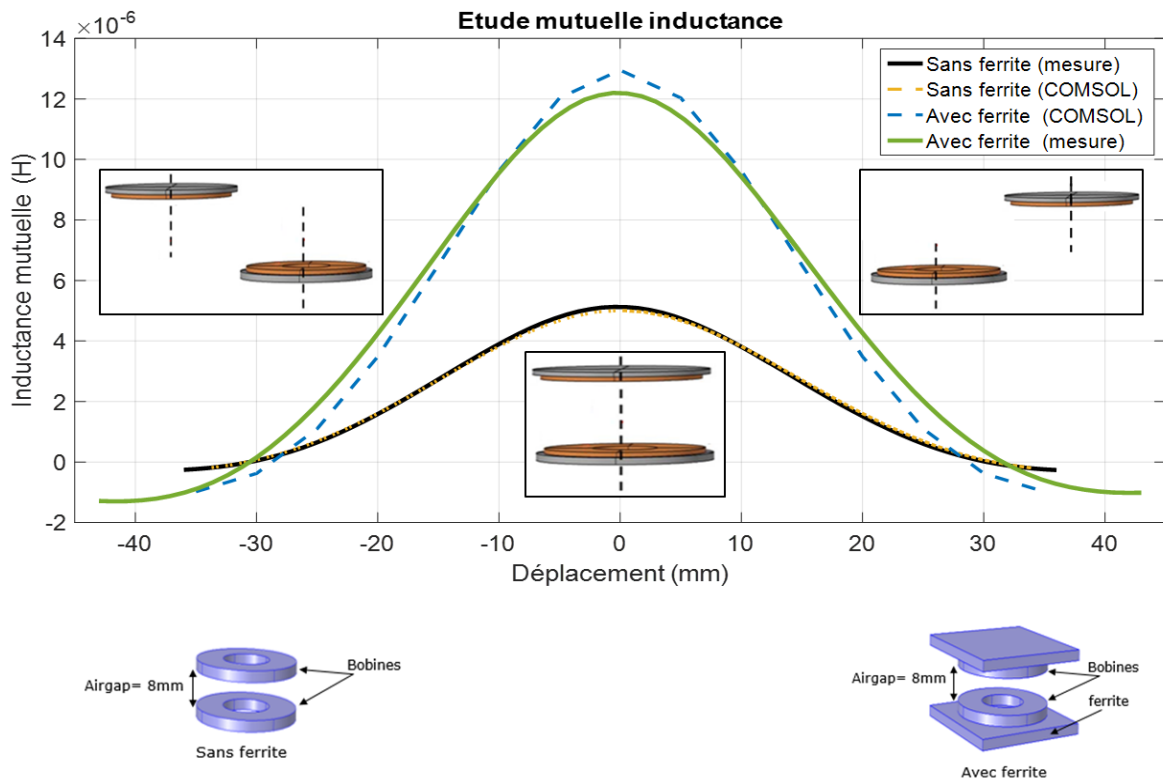 Etude mutuelle inductance
×10⁻⁶
14
12
10
8
6
4
2
0
-2
Inductance mutuelle (H)
Sans ferrite (mesure)
Sans ferrite (COMSOL)
Avec ferrite (COMSOL)
Avec ferrite (mesure)
-40 -30 -20 -10 0 10 20 30 40
Déplacement (mm)
Bobines
Airgap= 8mm
Sans ferrite
Bobines
Airgap= 8mm
ferrite
Avec ferrite